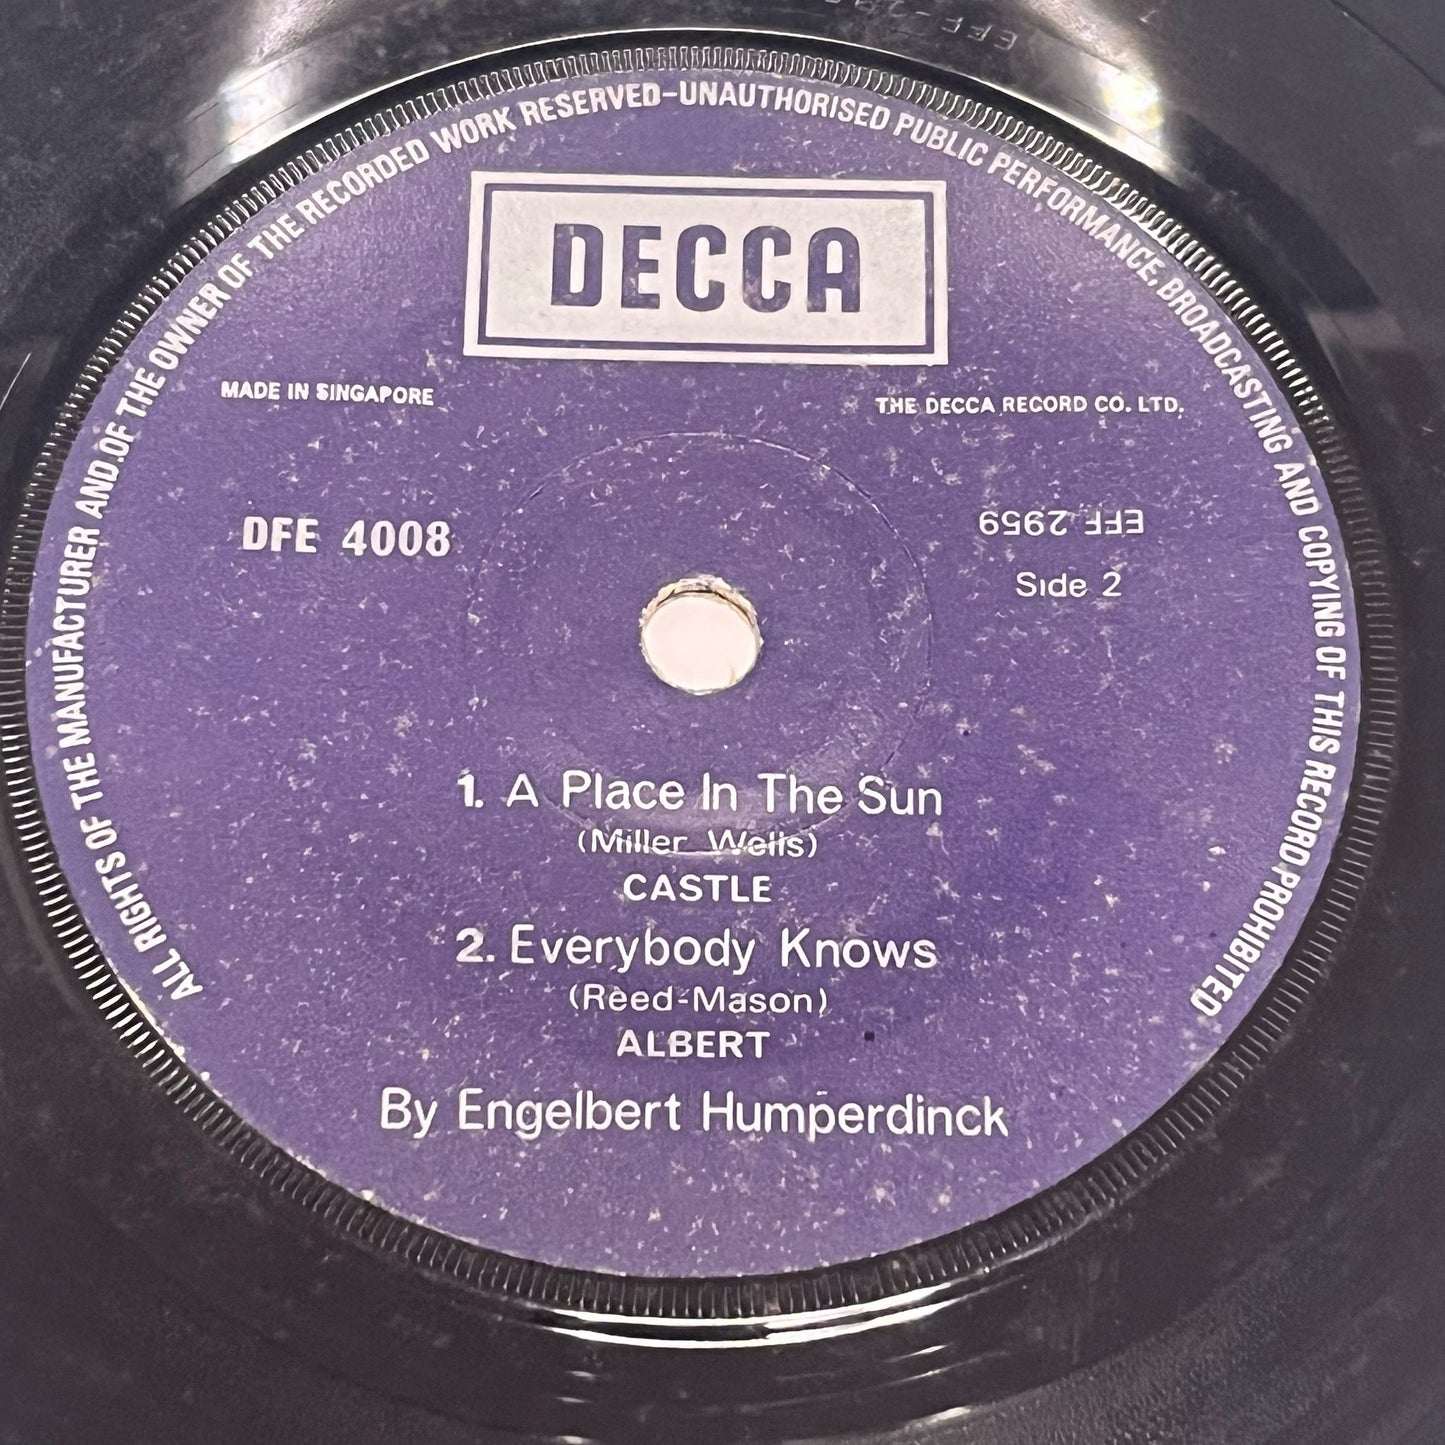 ALL RIGHTS OF THE MANUFACTURER AND OF THE OWNER OF THE RECORDED WORK RESERVED-UNAUTHORISED PUBLIC PERFORMANCE, BROADCASTING AND COPYING OF THIS RECORD PROHIBITED
DECCA
MADE IN SINGAPORE
THE DECCA RECORD CO. LTD.
DFE 4008
EFF 2959
Side 2
1. A Place In The Sun
(Miller Wells)
CASTLE
2. Everybody Knows
(Reed-Mason)
ALBERT
By Engelbert Humperdinck